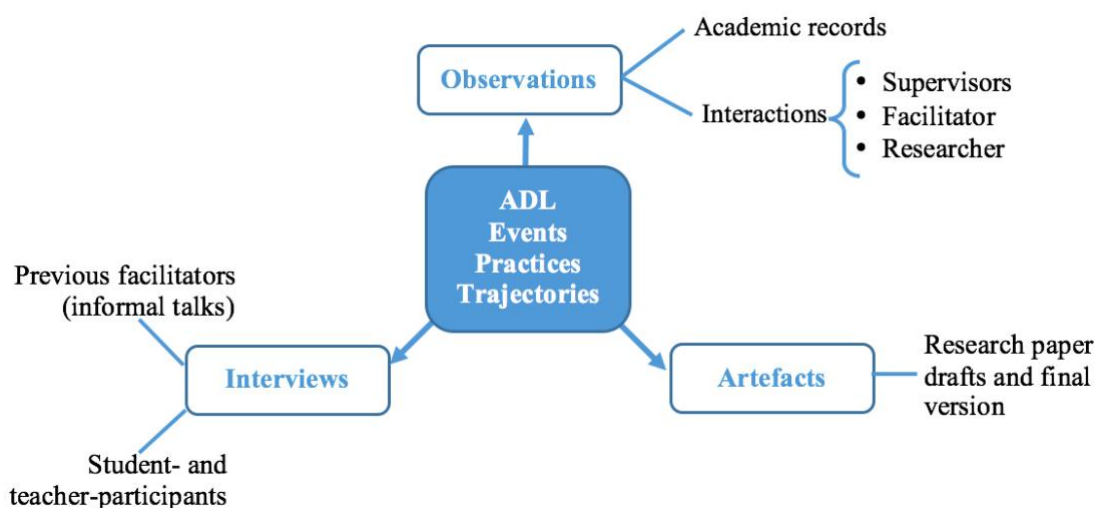 Observations
Academic records
Interactions
• Supervisors
• Facilitator
• Researcher
ADL
Events
Practices
Trajectories
Previous facilitators
(informal talks)
Interviews
Student- and
teacher-participants
Artefacts
Research paper
drafts and final
version